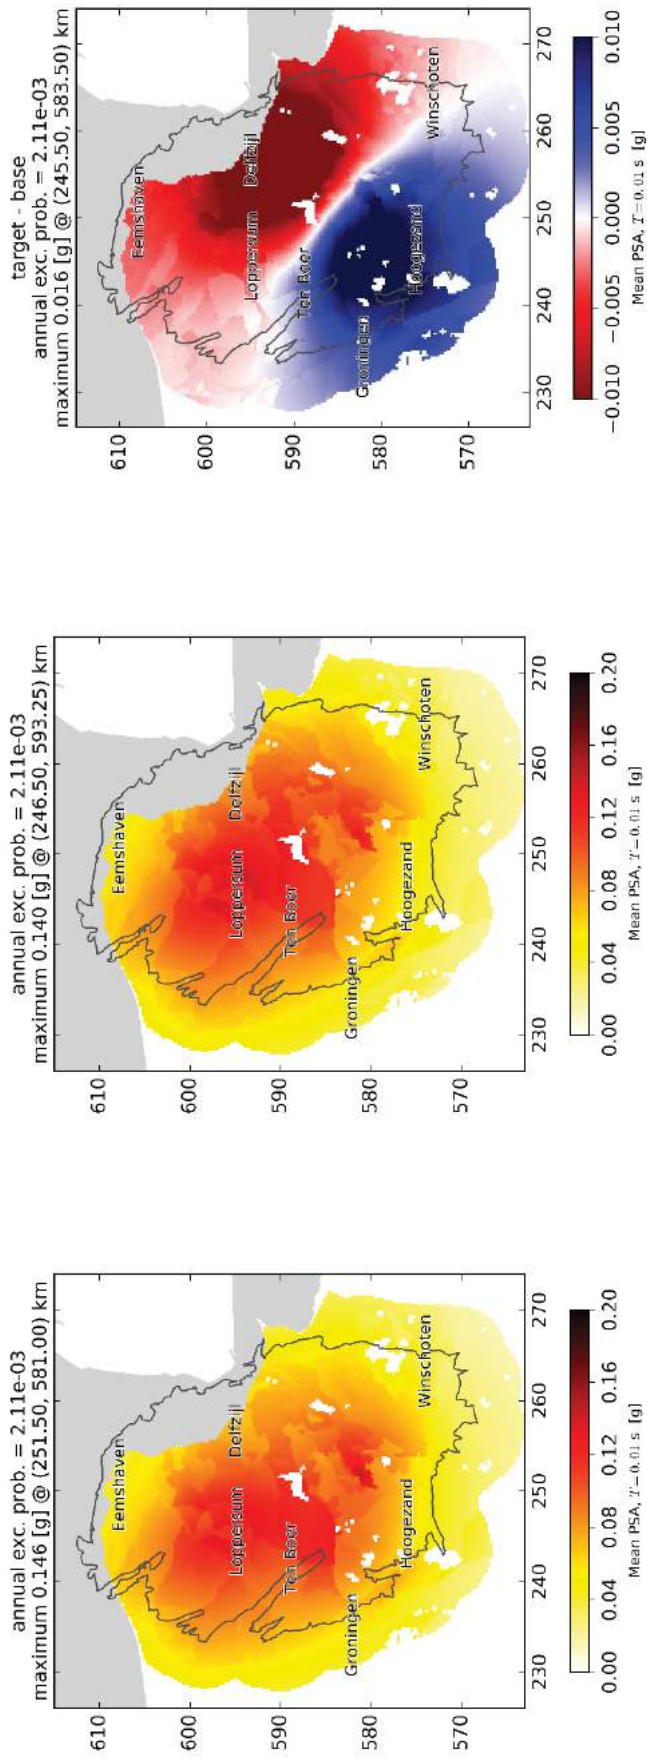 annual exc. prob. = 2.11e-03
maximum 0.146 [g] @ (251.50, 581.00) km
610
600
590
580
570
Eemshaven
Loppersum
Delfzijl
Ten Boer
Groningen
Hoogezand
Winschoten
230 240 250 260 270
0.00 0.04 0.08 0.12 0.16 0.20
Mean PSA, T=0.01 s [g]
annual exc. prob. = 2.11e-03
maximum 0.140 [g] @ (246.50, 593.25) km
610
600
590
580
570
Eemshaven
Loppersum
Delfzijl
Ten Boer
Groningen
Hoogezand
Winschoten
230 240 250 260 270
0.00 0.04 0.08 0.12 0.16 0.20
Mean PSA, T=0.01 s [g]
target - base
annual exc. prob. = 2.11e-03
maximum 0.016 [g] @ (245.50, 583.50) km
610
600
590
580
570
Eemshaven
Loppersum
Delfzijl
Ten Boer
Groningen
Hoogezand
Winschoten
230 240 250 260 270
−0.010 −0.005 0.000 0.005 0.010
Mean PSA, T=0.01 s [g]